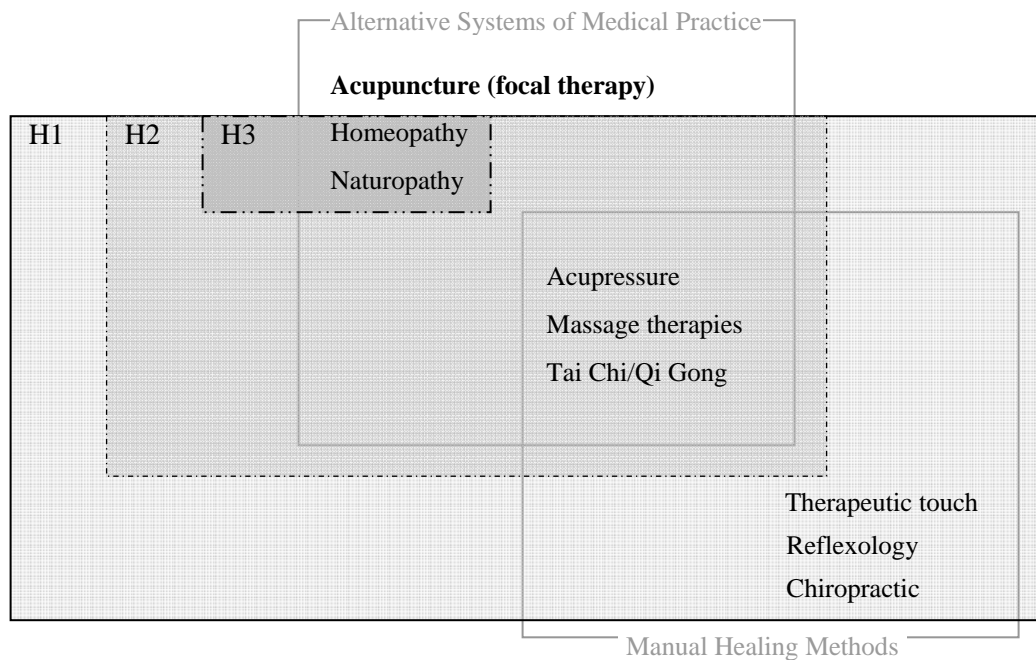 Alternative Systems of Medical Practice
Acupuncture (focal therapy)
H1 H2 H3 Homeopathy
Naturopathy
Acupressure
Massage therapies
Tai Chi/Qi Gong
Therapeutic touch
Reflexology
Chiropractic
Manual Healing Methods